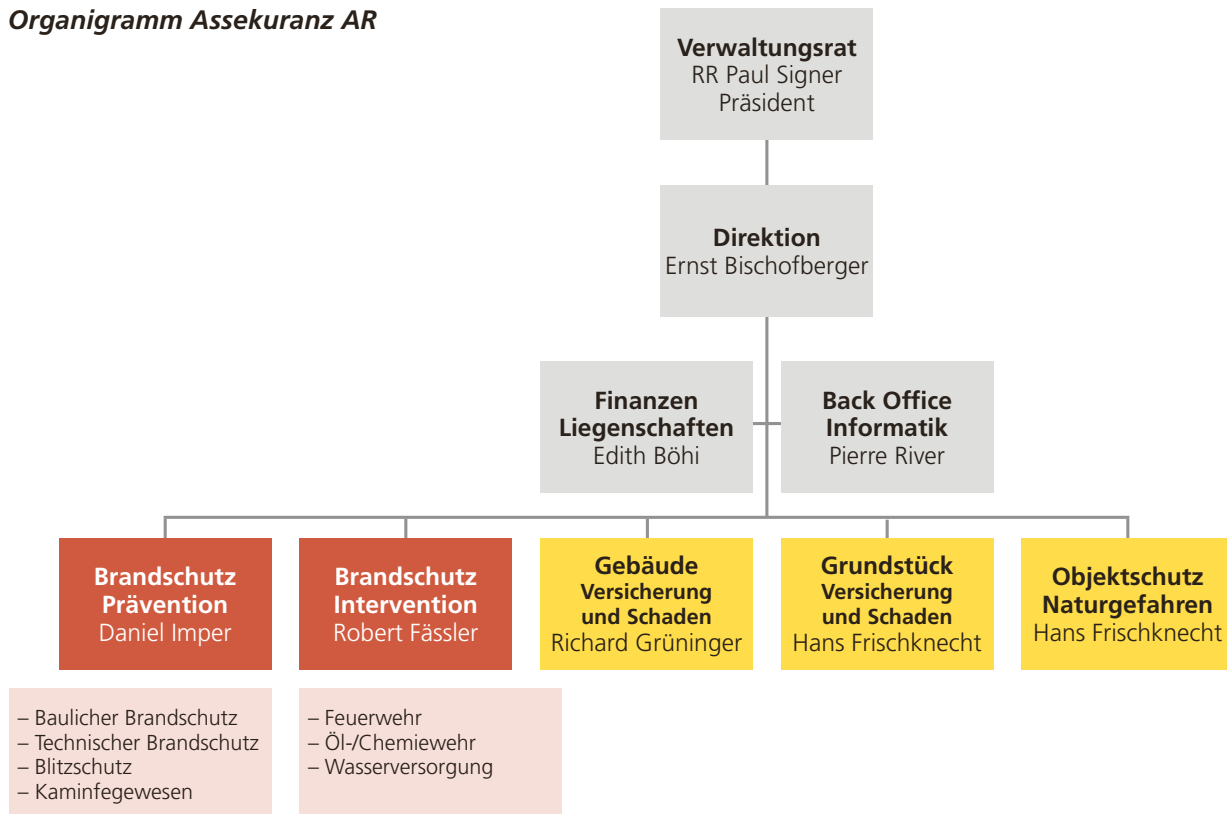 Organigramm Assekuranz AR
Verwaltungsrat
RR Paul Signer
Präsident
Direktion
Ernst Bischofberger
Finanzen
Liegenschaften
Edith Böhi
Back Office
Informatik
Pierre River
Brandschutz
Prävention
Daniel Imper
Brandschutz
Intervention
Robert Fässler
Gebäude
Versicherung
und Schaden
Richard Grüninger
Grundstück
Versicherung
und Schaden
Hans Frischknecht
Objektschutz
Naturgefahren
Hans Frischknecht
– Baulicher Brandschutz
– Technischer Brandschutz
– Blitzschutz
– Kaminfegewesen
– Feuerwehr
– Öl-/Chemiewehr
– Wasserversorgung